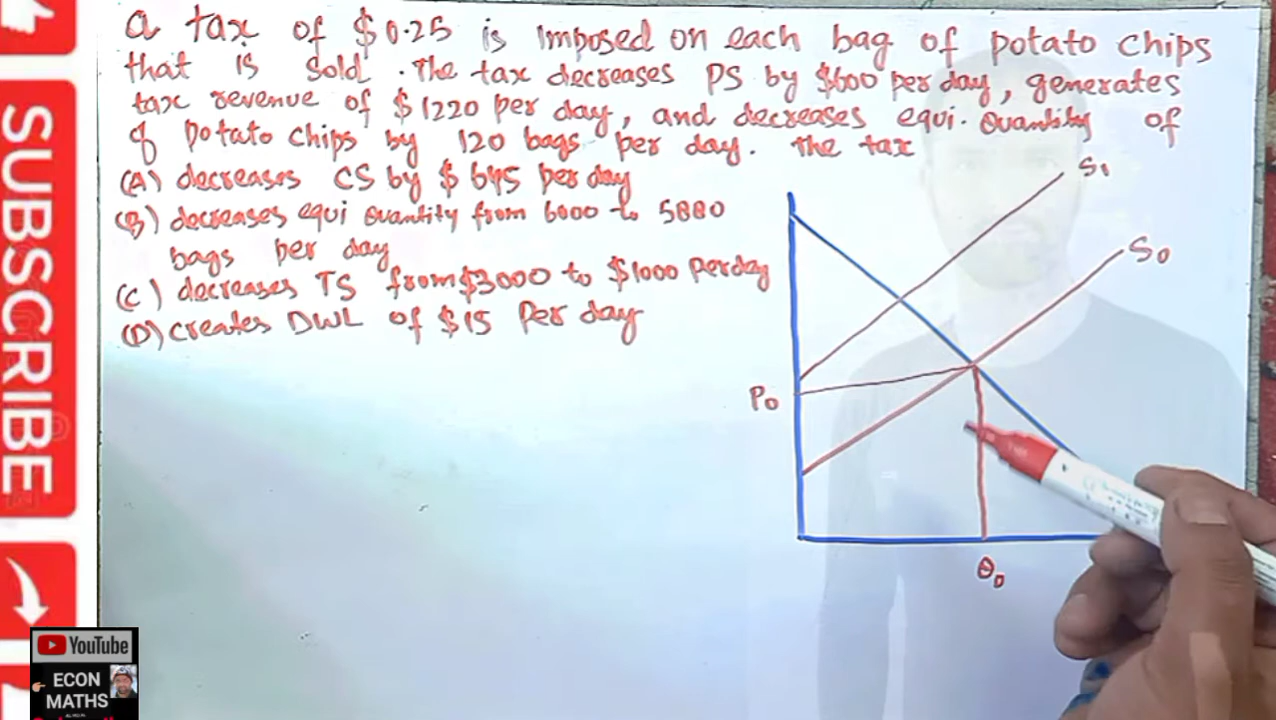 a tax of $0.25 is imposed on each bag of potato chips
that is sold. The tax decreases PS by $600 per day, generates
tax revenue of $1220 per day, and decreases equi. Quantity of
of potato chips by 120 bags per day. The tax
(A) decreases CS by $645 per day
(B) decreases equi Quantity from 6000 to 5880
bags per day
(C) decreases TS from $3000 to $1000 per day
(D) creates DWL of $15 Per day
S1
S0
P0
Q0
SUBSCRIBE
YouTube
ECON
MATHS